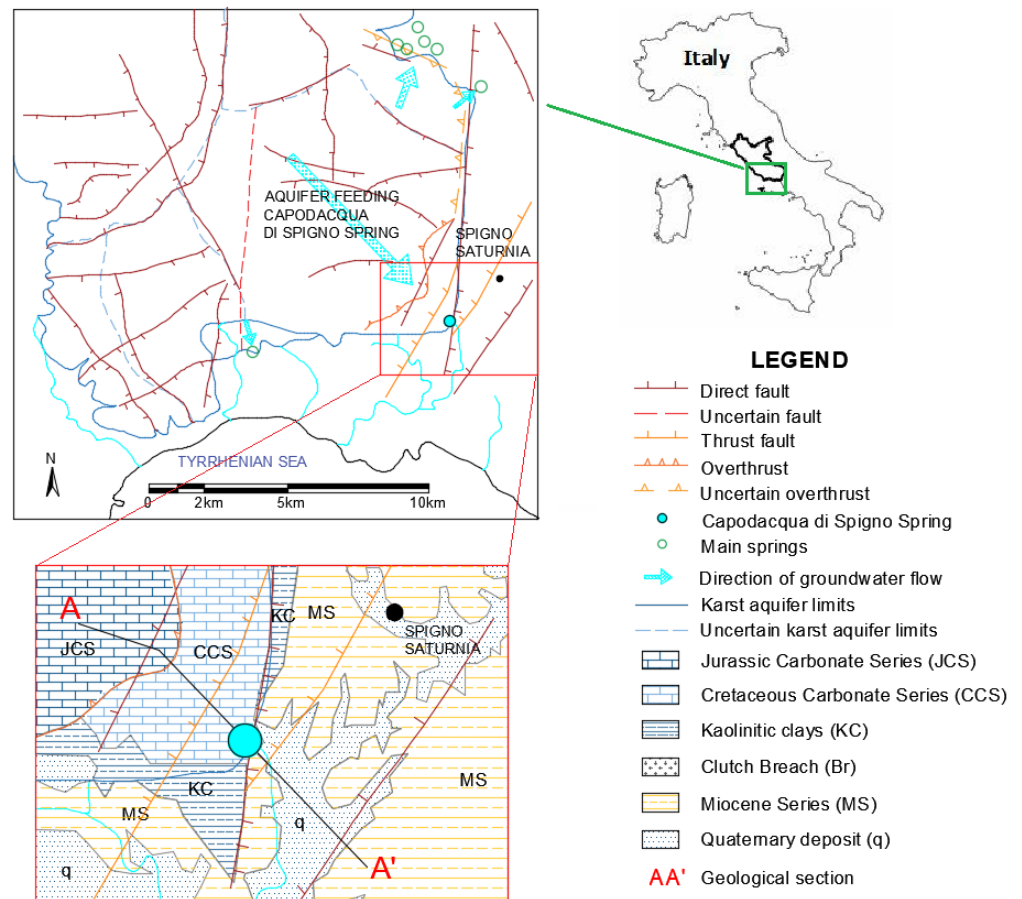 Italy
AQUIFER FEEDING
CAPODACQUA
DI SPIGNO SPRING
SPIGNO
SATURNIA
N
TYRRHENIAN SEA
0 2km 5km 10km
LEGEND
Direct fault
Uncertain fault
Thrust fault
Overthrust
Uncertain overthrust
Capodacqua di Spigno Spring
Main springs
Direction of groundwater flow
Karst aquifer limits
Uncertain karst aquifer limits
Jurassic Carbonate Series (JCS)
Cretaceous Carbonate Series (CCS)
Kaolinitic clays (KC)
Clutch Breach (Br)
Miocene Series (MS)
Quaternary deposit (q)
AA' Geological section
A
KC
MS
SPIGNO
SATURNIA
JCS
CCS
MS
KC
MS
q
q
A'